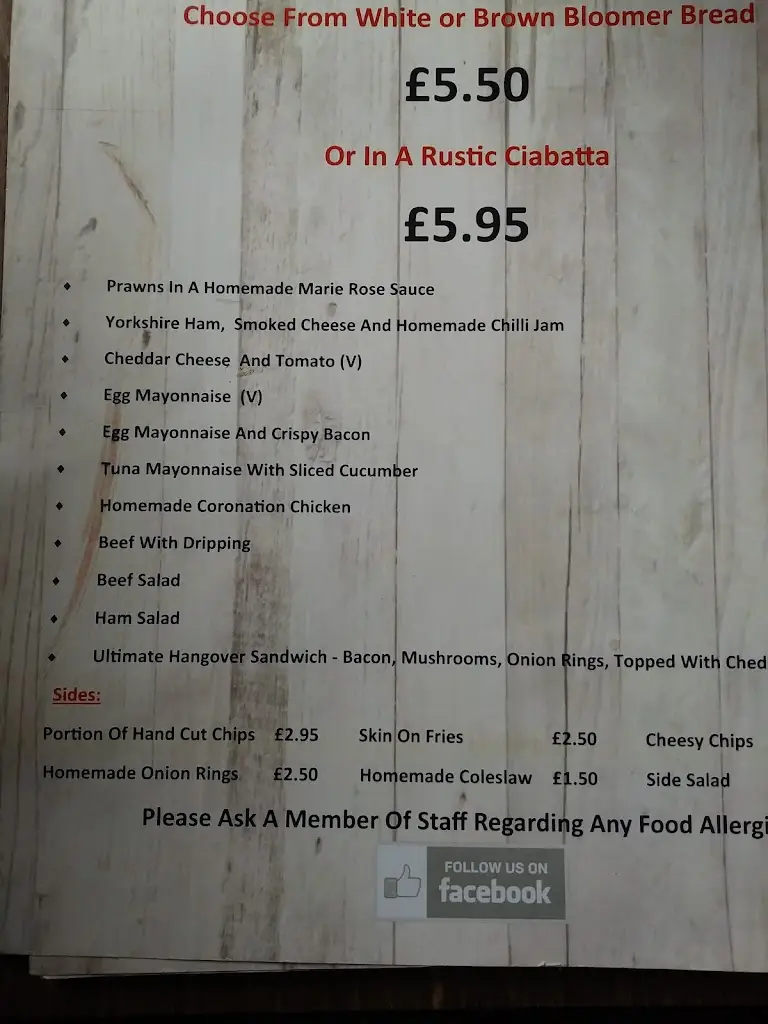 Choose From White or Brown Bloomer Bread
£5.50
Or In A Rustic Ciabatta
£5.95
♦ Prawns In A Homemade Marie Rose Sauce
♦ Yorkshire Ham, Smoked Cheese And Homemade Chilli Jam
♦ Cheddar Cheese And Tomato (V)
♦ Egg Mayonnaise (V)
♦ Egg Mayonnaise And Crispy Bacon
♦ Tuna Mayonnaise With Sliced Cucumber
♦ Homemade Coronation Chicken
♦ Beef With Dripping
♦ Beef Salad
♦ Ham Salad
♦ Ultimate Hangover Sandwich - Bacon, Mushrooms, Onion Rings, Topped With Ched
Sides:
Portion Of Hand Cut Chips £2.95 Skin On Fries £2.50 Cheesy Chips
Homemade Onion Rings £2.50 Homemade Coleslaw £1.50 Side Salad
Please Ask A Member Of Staff Regarding Any Food Allergi
FOLLOW US ON
facebook